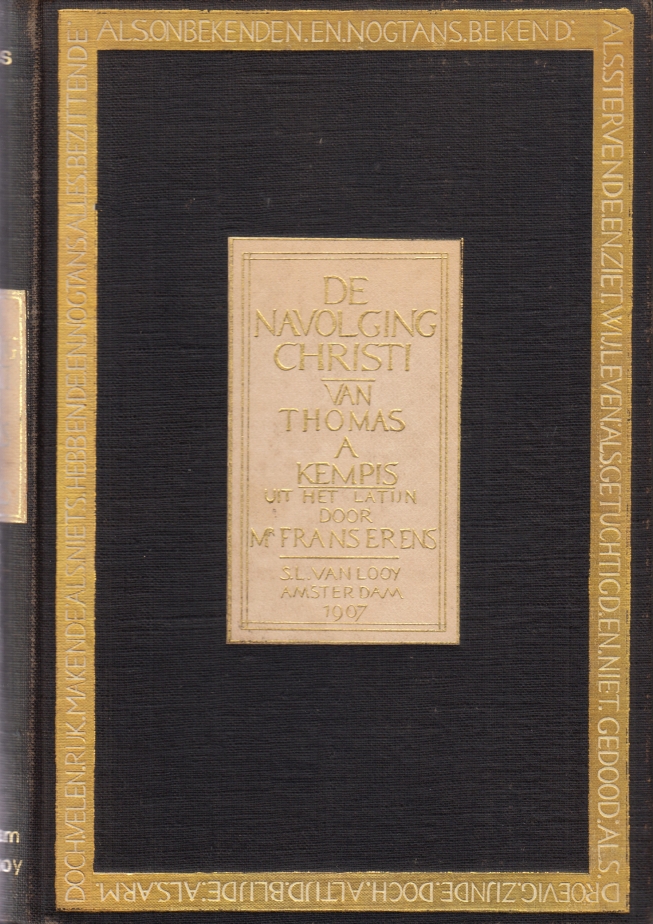 ALS.ONBEKENDEN.EN.NOGTANS.BEKEND:
ALS.STERVENDE.EN.ZIET.WIJ.LEVEN:ALS.GETUCHTIGD.EN.NIET.GEDOOD:ALS.
DROEVIG.ZIJNDE.DOCH.ALTIJD.BLIJDE:ALS.ARM.
DOCH.VELEN.RIJK.MAKENDE:ALS.NIETS.HEBBENDE.EN.NOGTANS.ALLES.BEZITTENDE
DE
NAVOLGING
CHRISTI
VAN
THOMAS
A
KEMPIS
UIT HET LATIJN
DOOR
Mr FRANS ERENS
S.L. VAN LOOY
AMSTERDAM
1907